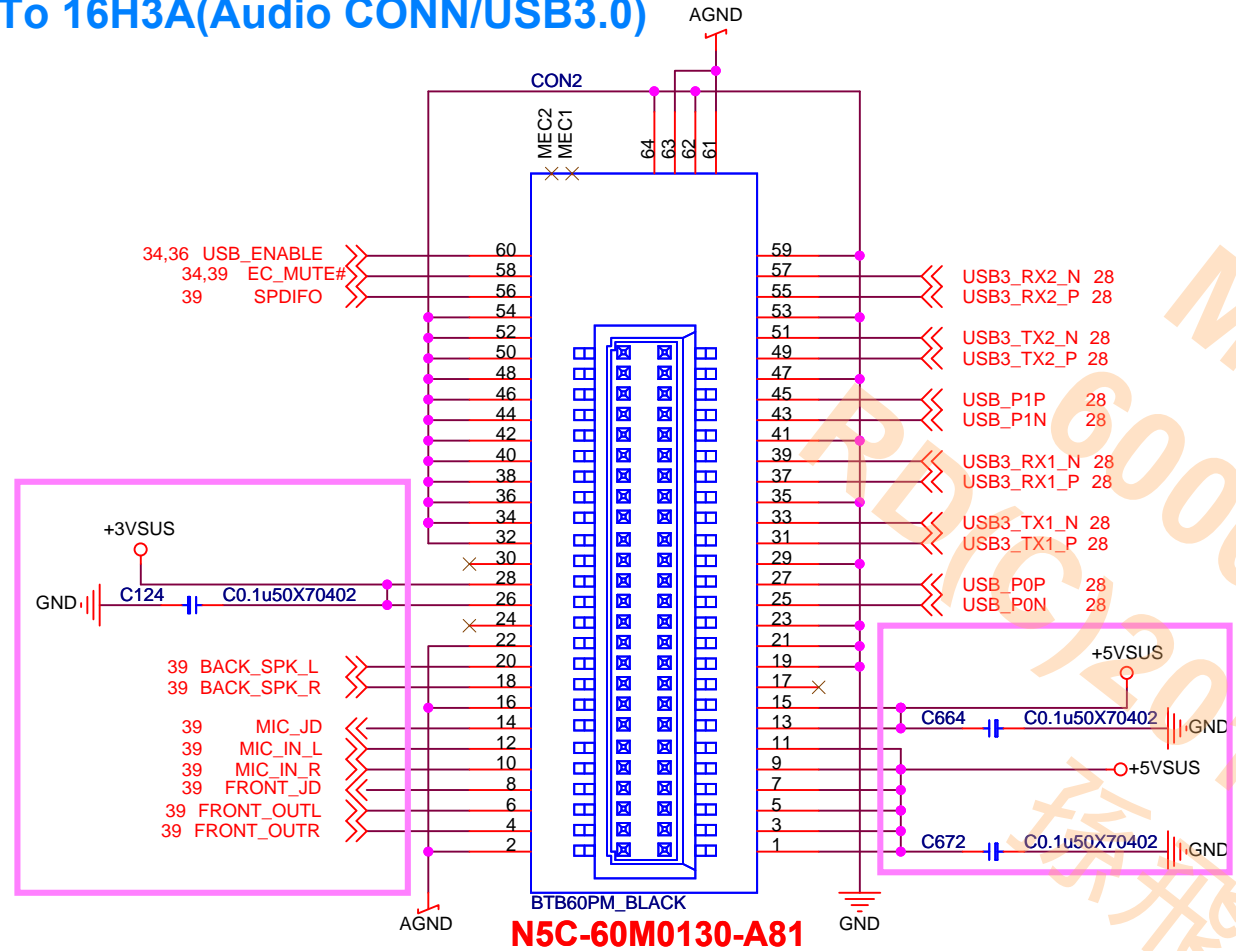 To 16H3A(Audio CONN/USB3.0)
AGND
CON2
MEC2
MEC1
64
63
62
61
34,36 USB_ENABLE 60
34,39 EC_MUTE# 58
39 SPDIFO 56
54
52
50
48
46
44
42
40
38
36
34
32
30
28
26
24
22
39 BACK_SPK_L 20
39 BACK_SPK_R 18
16
39 MIC_JD 14
39 MIC_IN_L 12
39 MIC_IN_R 10
39 FRONT_JD 8
39 FRONT_OUTL 6
39 FRONT_OUTR 4
2
+3VSUS
GND
C124
C0.1u50X70402
59
57 USB3_RX2_N 28
55 USB3_RX2_P 28
53
51 USB3_TX2_N 28
49 USB3_TX2_P 28
47
45 USB_P1P 28
43 USB_P1N 28
41
39 USB3_RX1_N 28
37 USB3_RX1_P 28
35
33 USB3_TX1_N 28
31 USB3_TX1_P 28
29
27 USB_P0P 28
25 USB_P0N 28
23
21
19
17
15
13
11
9
7
5
3
1
+5VSUS
C664
C0.1u50X70402
GND
+5VSUS
C672
C0.1u50X70402
GND
AGND
BTB60PM_BLACK
N5C-60M0130-A81
GND
RD(C)20